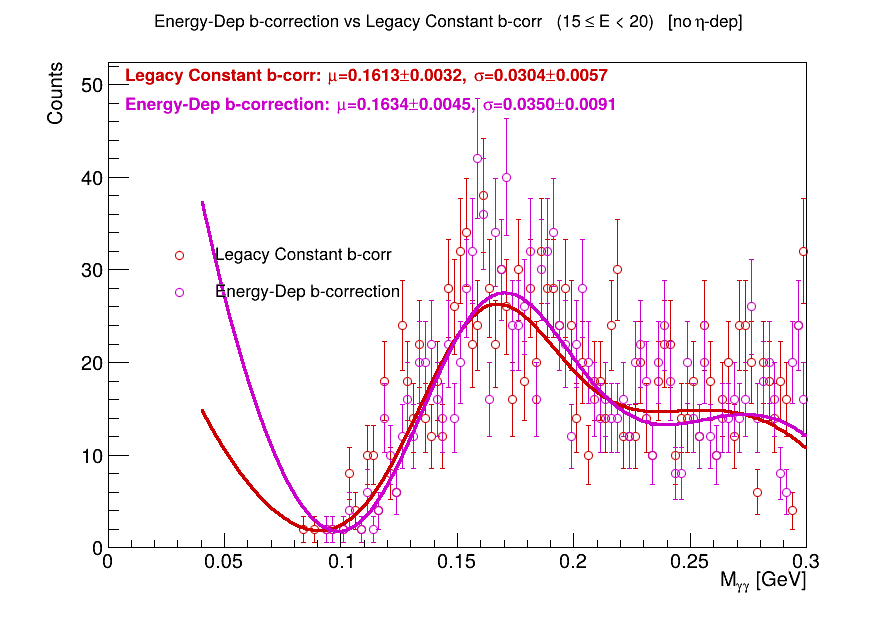 Energy-Dep b-correction vs Legacy Constant b-corr (15 ≤ E < 20) [no η-dep]
Counts
Legacy Constant b-corr: μ=0.1613±0.0032, σ=0.0304±0.0057
Energy-Dep b-correction: μ=0.1634±0.0045, σ=0.0350±0.0091
50
40
30
20
10
0
Legacy Constant b-corr
Energy-Dep b-correction
0 0.05 0.1 0.15 0.2 0.25 0.3
Mγγ [GeV]